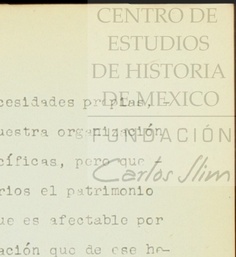 CENTRO DE
ESTUDIOS
DE HISTORIA
DE MEXICO
FUNDACIÓN
Carlos Slim
cesidades propias, -
uestra organización
cíficas, pero que
rios el patrimonio
ue es afectable por
ación que de ese he-